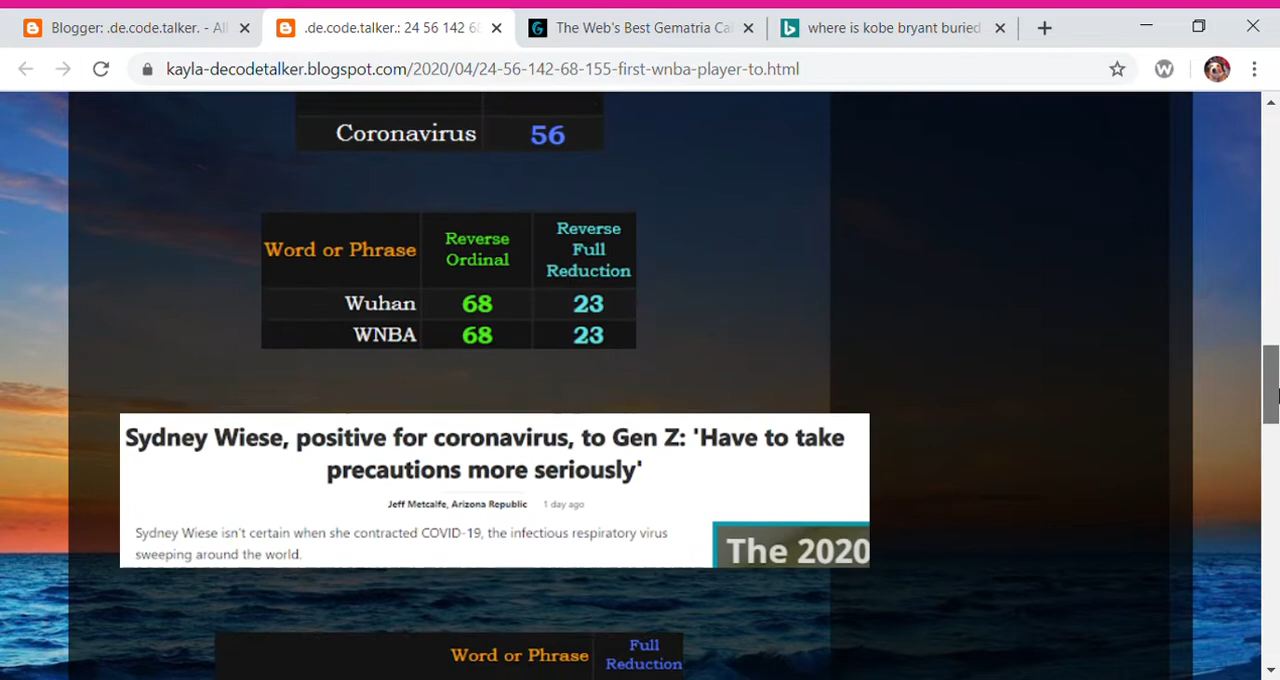 Blogger: .de.code.talker. - All
.de.code.talker.: 24 56 142 68
The Web's Best Gematria Cal
where is kobe bryant buried
kayla-decodetalker.blogspot.com/2020/04/24-56-142-68-155-first-wnba-player-to.html
Coronavirus 56
Word or Phrase Reverse Ordinal Reverse Full Reduction
Wuhan 68 23
WNBA 68 23
Sydney Wiese, positive for coronavirus, to Gen Z: 'Have to take
precautions more seriously'
Jeff Metcalfe, Arizona Republic 1 day ago
Sydney Wiese isn't certain when she contracted COVID-19, the infectious respiratory virus
sweeping around the world.
The 2020
Word or Phrase Full Reduction